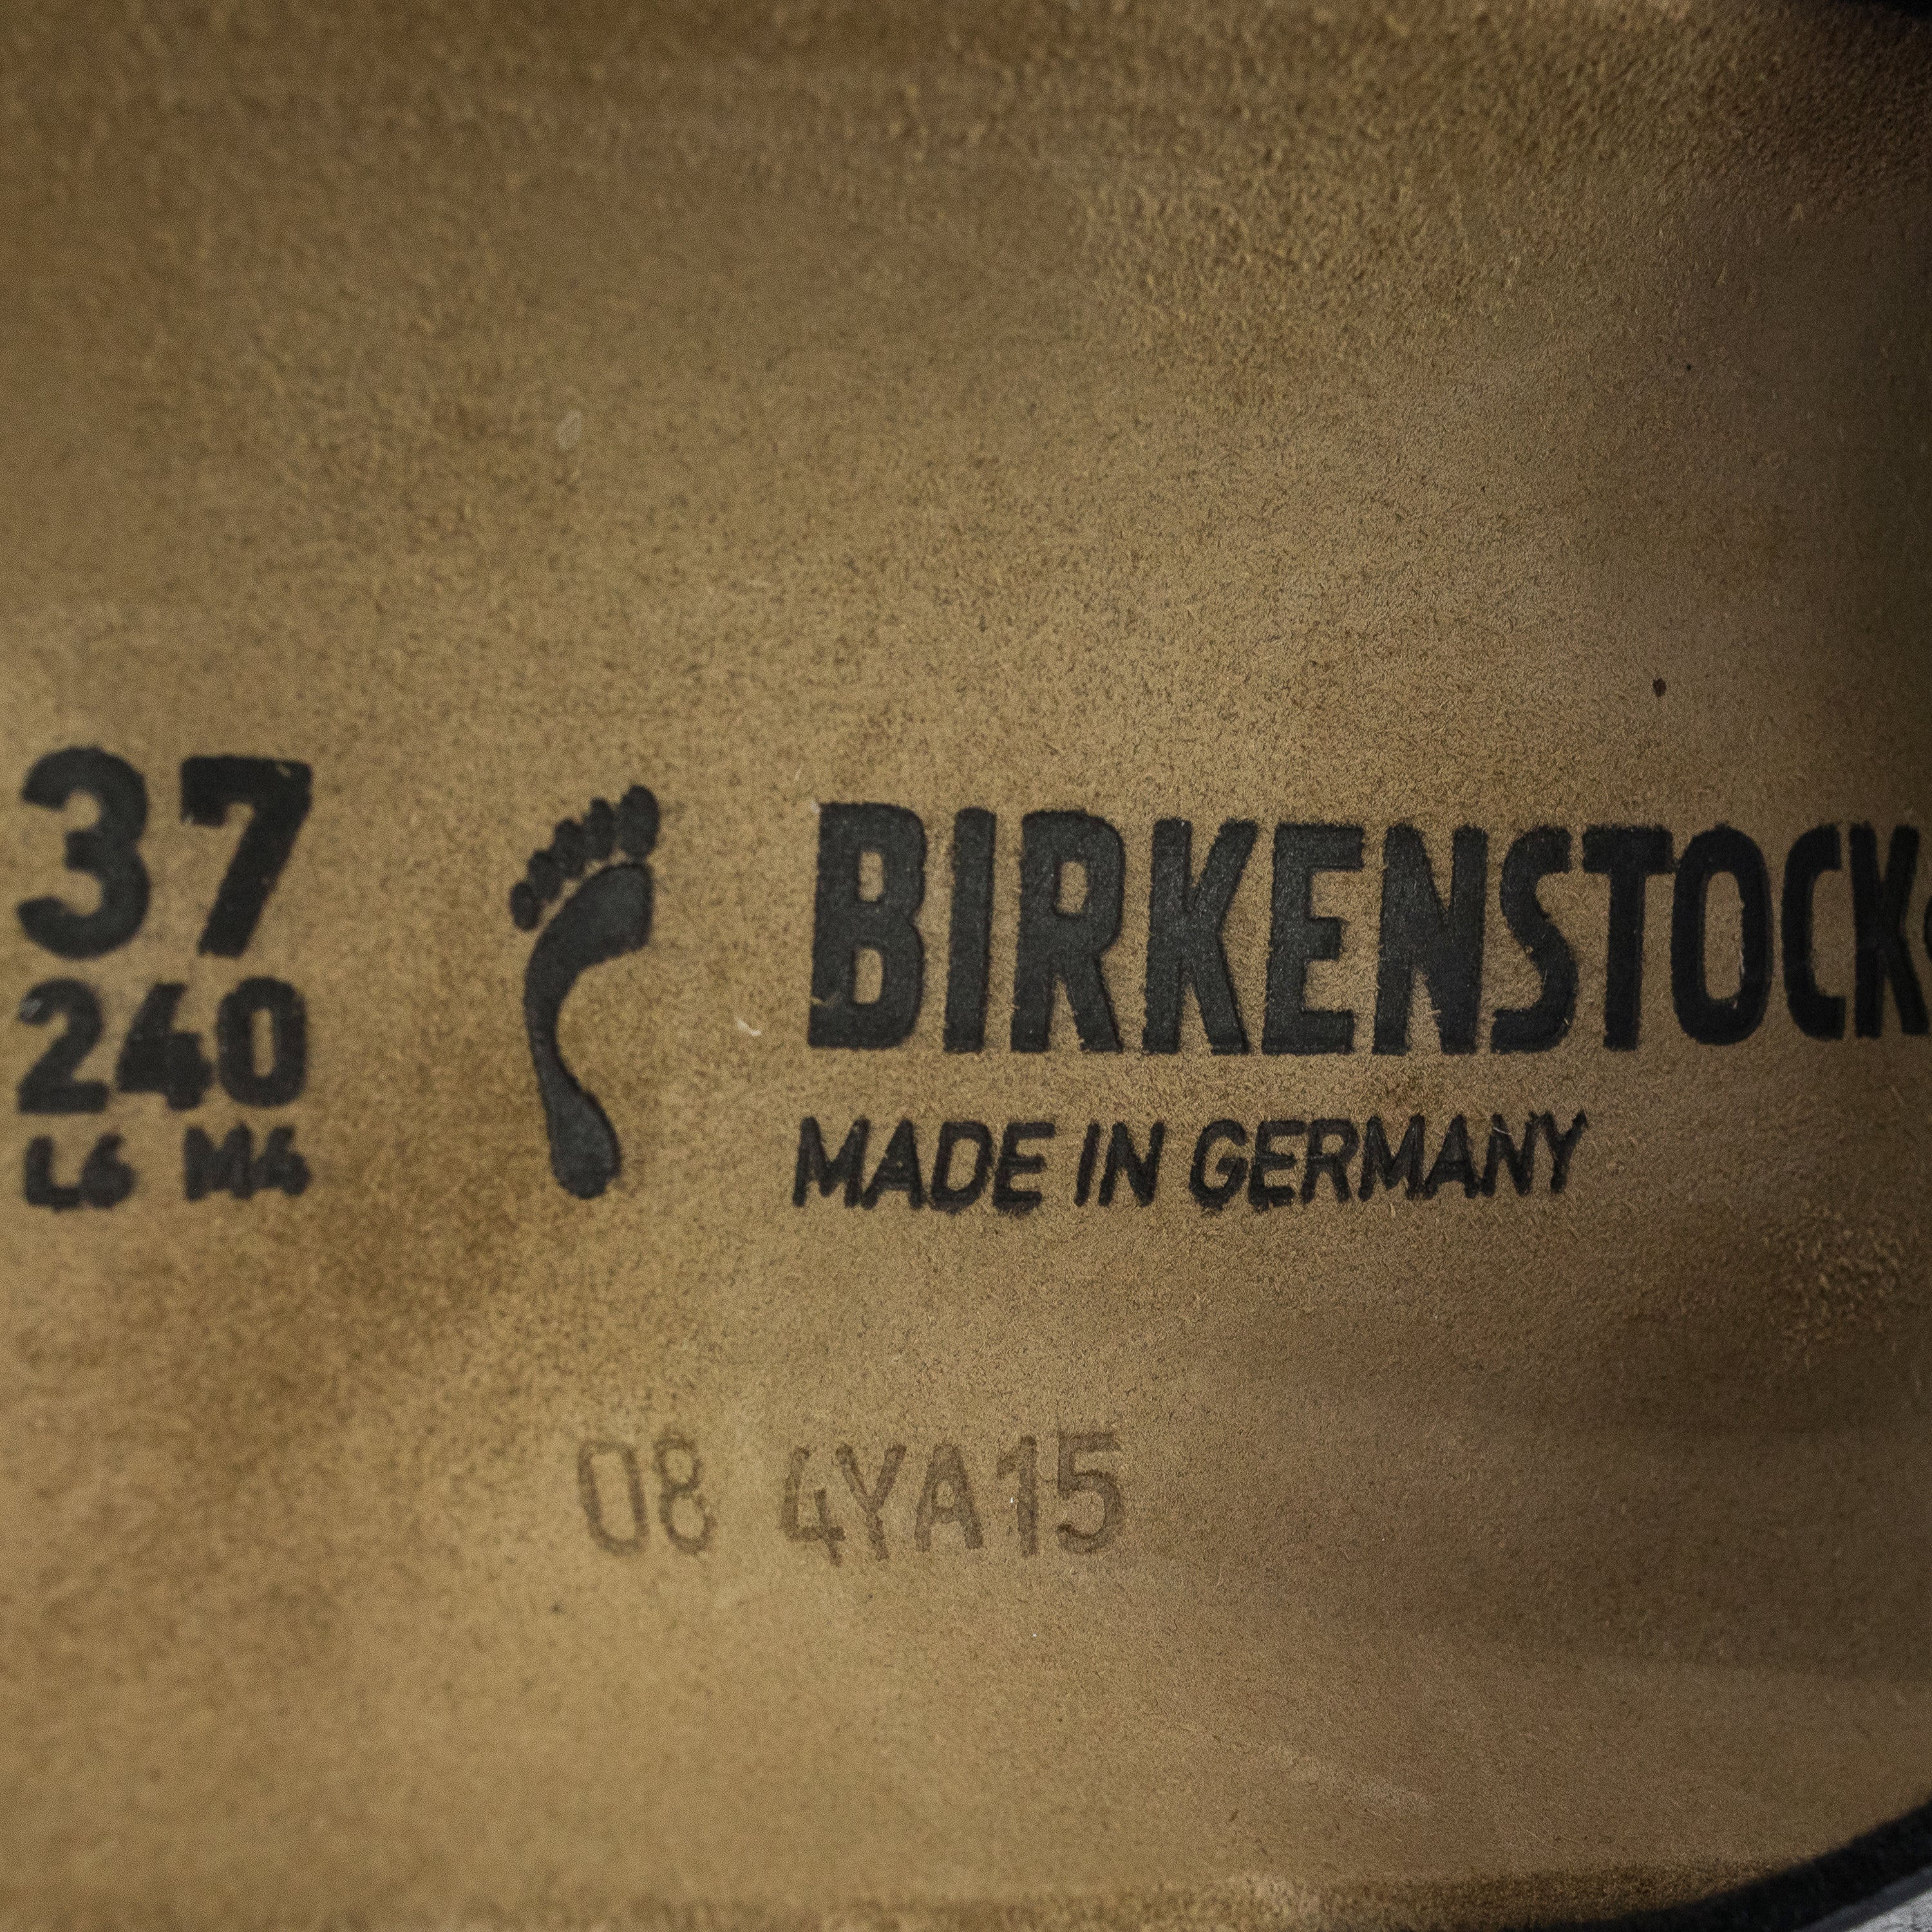 37
240
L6 M4
BIRKENSTOCK
MADE IN GERMANY
08 4YA15